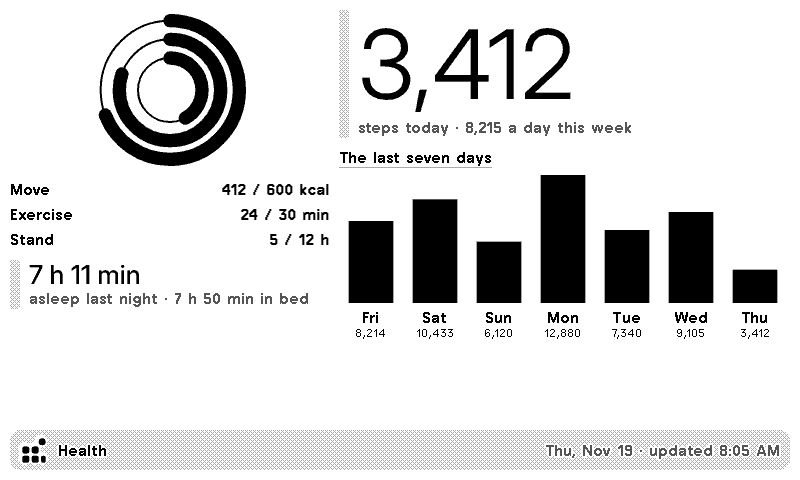 Move 412 / 600 kcal
Exercise 24 / 30 min
Stand 5 / 12 h
7 h 11 min
asleep last night · 7 h 50 min in bed
3,412
steps today · 8,215 a day this week
The last seven days
Fri Sat Sun Mon Tue Wed Thu
8,214 10,433 6,120 12,880 7,340 9,105 3,412
Health Thu, Nov 19 · updated 8:05 AM